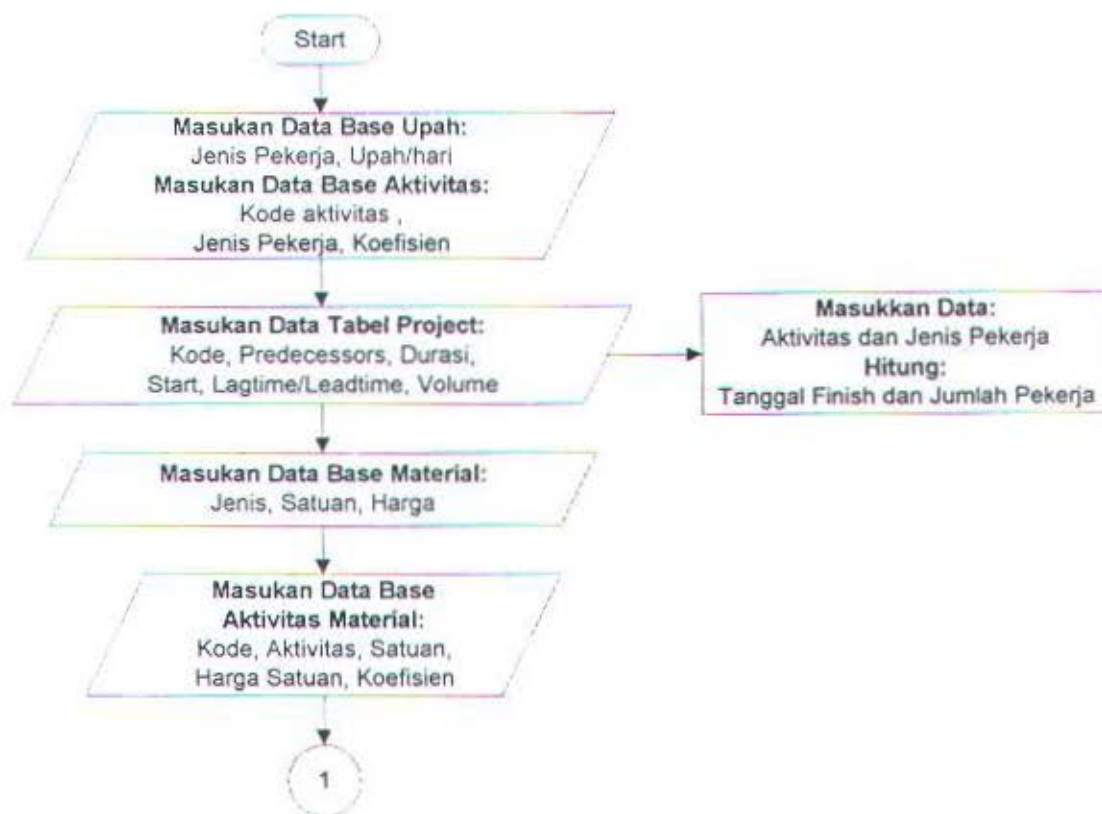 Start
Masukan Data Base Upah:
Jenis Pekerja, Upah/hari
Masukan Data Base Aktivitas:
Kode aktivitas ,
Jenis Pekerja, Koefisien
Masukan Data Tabel Project:
Kode, Predecessors, Durasi,
Start, Lagtime/Leadtime, Volume
Masukkan Data:
Aktivitas dan Jenis Pekerja
Hitung:
Tanggal Finish dan Jumlah Pekerja
Masukan Data Base Material:
Jenis, Satuan, Harga
Masukan Data Base
Aktivitas Material:
Kode, Aktivitas, Satuan,
Harga Satuan, Koefisien
1